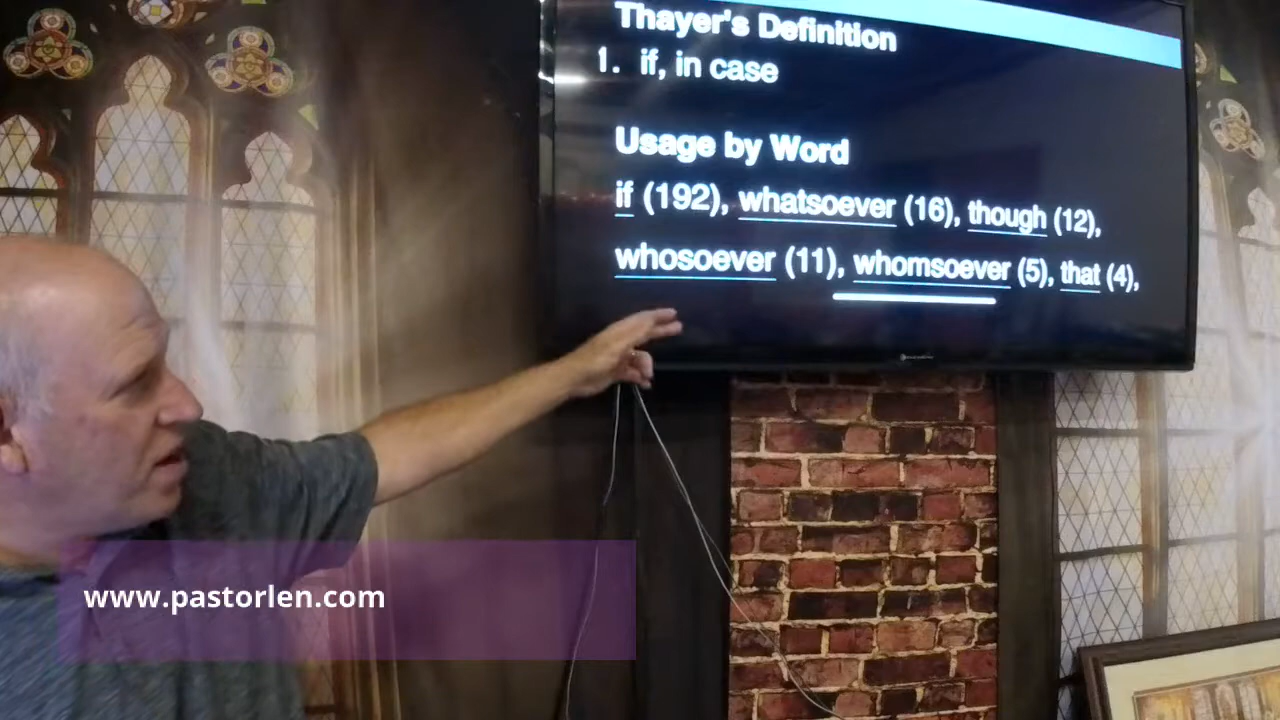 Thayer's Definition
1. if, in case
Usage by Word
if (192), whatsoever (16), though (12),
whosoever (11), whomsoever (5), that (4),
www.pastorlen.com